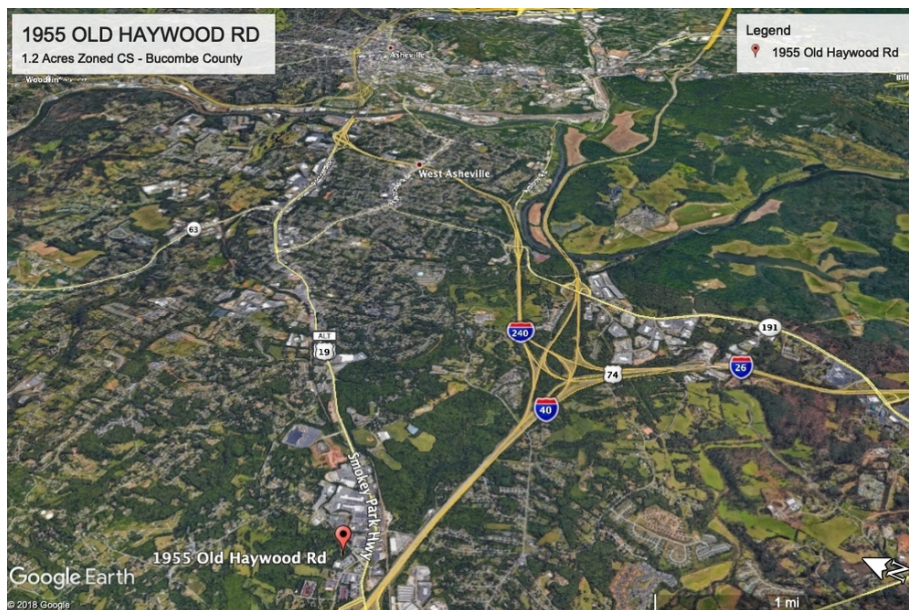 1955 OLD HAYWOOD RD
1.2 Acres Zoned CS - Bucombe County
Legend
1955 Old Haywood Rd
Asheville
West Asheville
63
191
ALT
19
240
74
26
40
Smokey Park Hwy
1955 Old Haywood Rd
Google Earth
© 2018 Google
1 mi
N